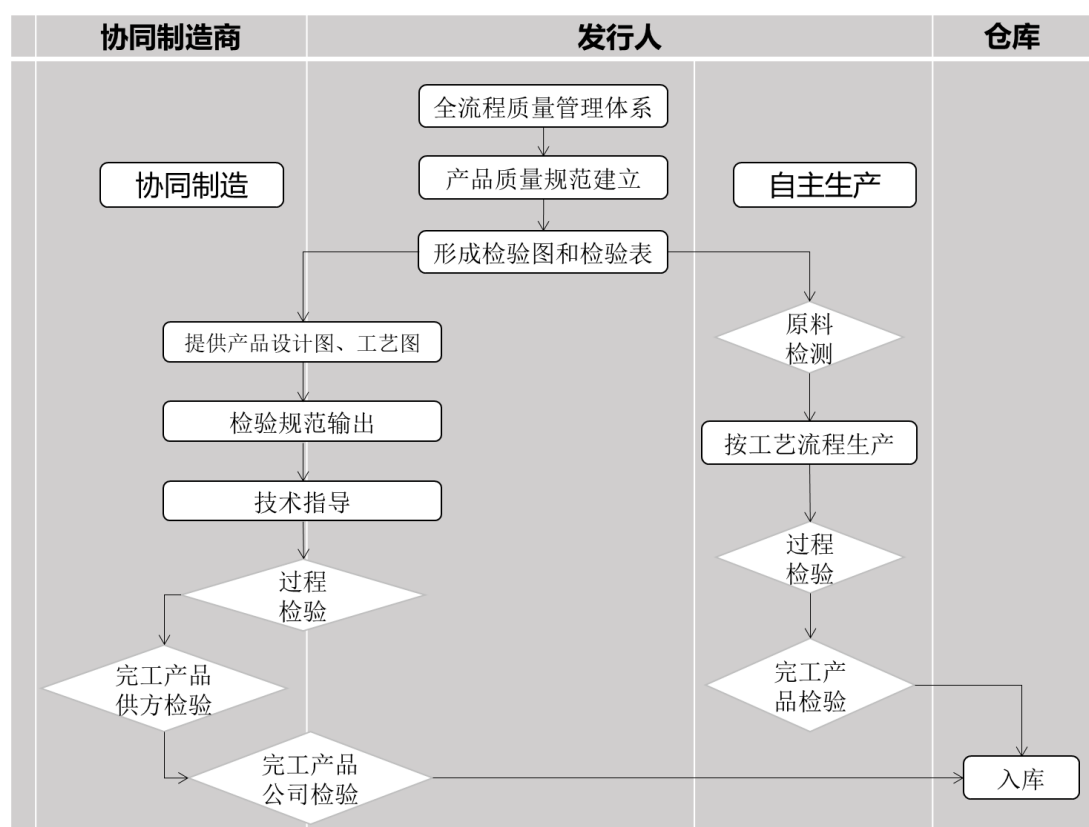 协同制造商
发行人
仓库
全流程质量管理体系
协同制造
产品质量规范建立
自主生产
形成检验图和检验表
原料
检测
提供产品设计图、工艺图
检验规范输出
按工艺流程生产
技术指导
过程
检验
过程
检验
完工产品
供方检验
完工产
品检验
完工产品
公司检验
入库